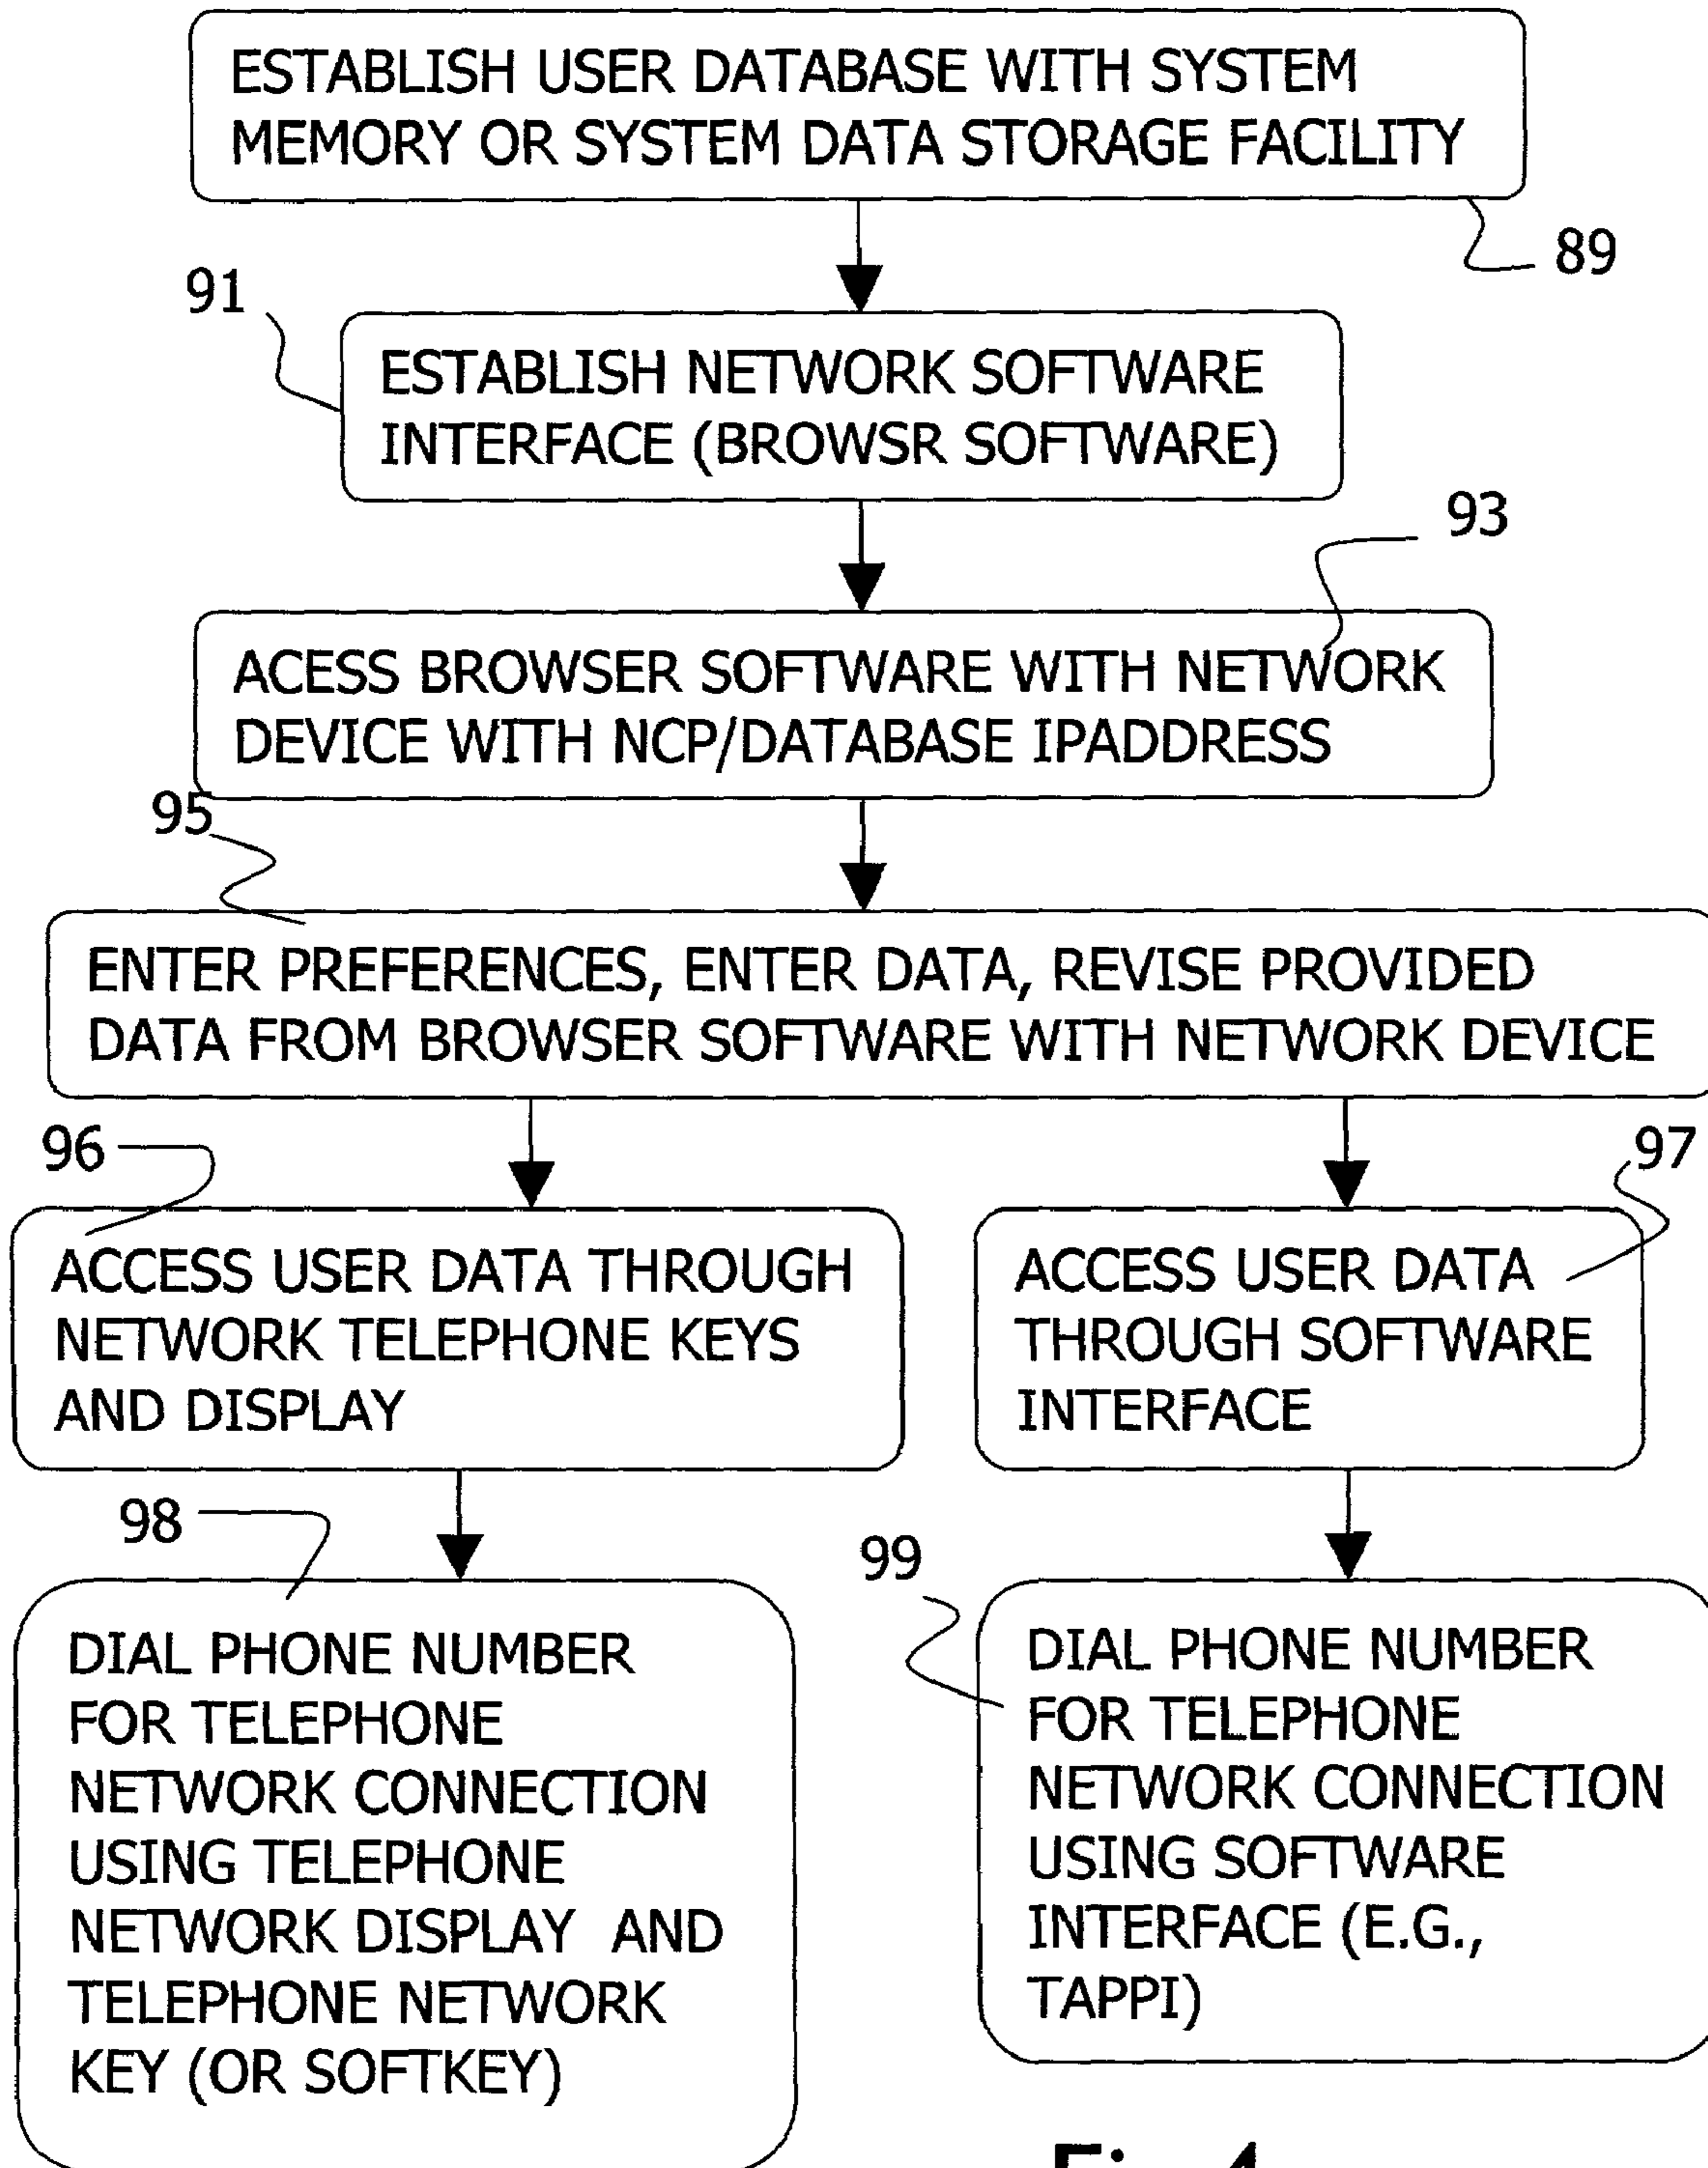 ESTABLISH USER DATABASE WITH SYSTEM
MEMORY OR SYSTEM DATA STORAGE FACILITY
89
91
ESTABLISH NETWORK SOFTWARE
INTERFACE (BROWSR SOFTWARE)
93
ACESS BROWSER SOFTWARE WITH NETWORK
DEVICE WITH NCP/DATABASE IPADDRESS
95
ENTER PREFERENCES, ENTER DATA, REVISE PROVIDED
DATA FROM BROWSER SOFTWARE WITH NETWORK DEVICE
96
97
ACCESS USER DATA THROUGH
NETWORK TELEPHONE KEYS
AND DISPLAY
ACCESS USER DATA
THROUGH SOFTWARE
INTERFACE
98
99
DIAL PHONE NUMBER
FOR TELEPHONE
NETWORK CONNECTION
USING TELEPHONE
NETWORK DISPLAY AND
TELEPHONE NETWORK
KEY (OR SOFTKEY)
DIAL PHONE NUMBER
FOR TELEPHONE
NETWORK CONNECTION
USING SOFTWARE
INTERFACE (E.G.,
TAPPI)